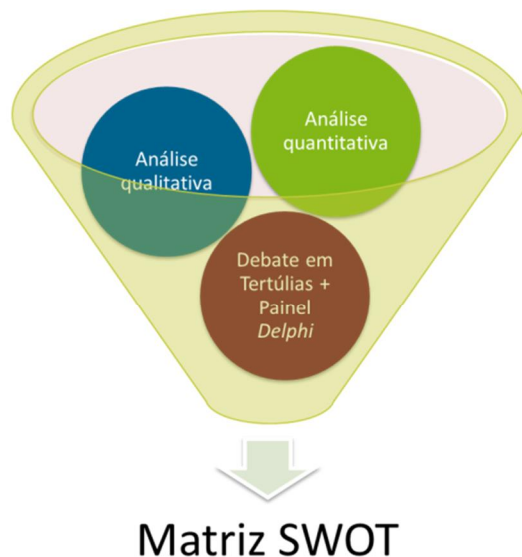 Análise
quantitativa
Análise
qualitativa
Debate em
Tertúlias +
Painel
Delphi
Matriz SWOT